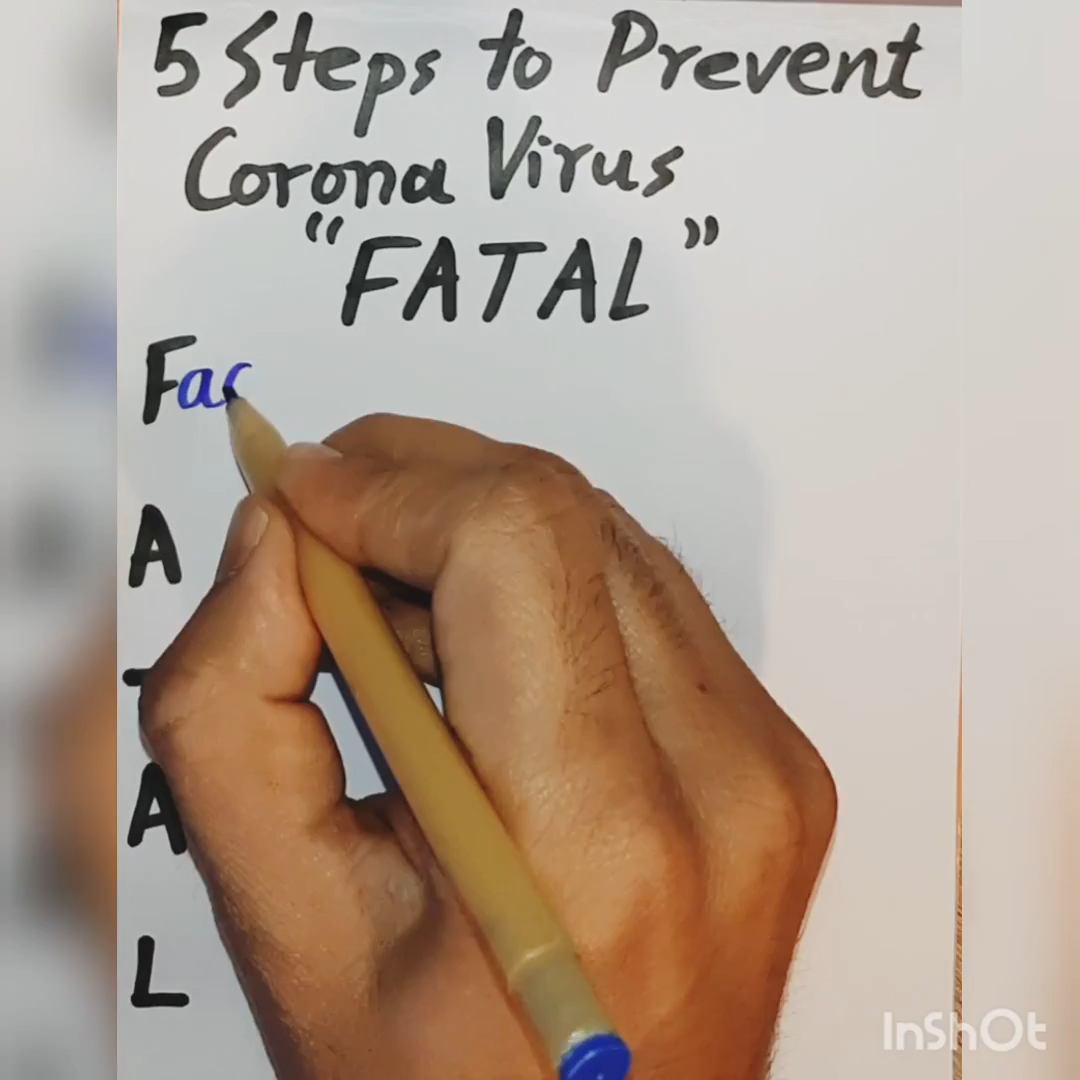 5 Steps to Prevent
Corona Virus
"FATAL"
Fac
A
T
A
L
InShOt